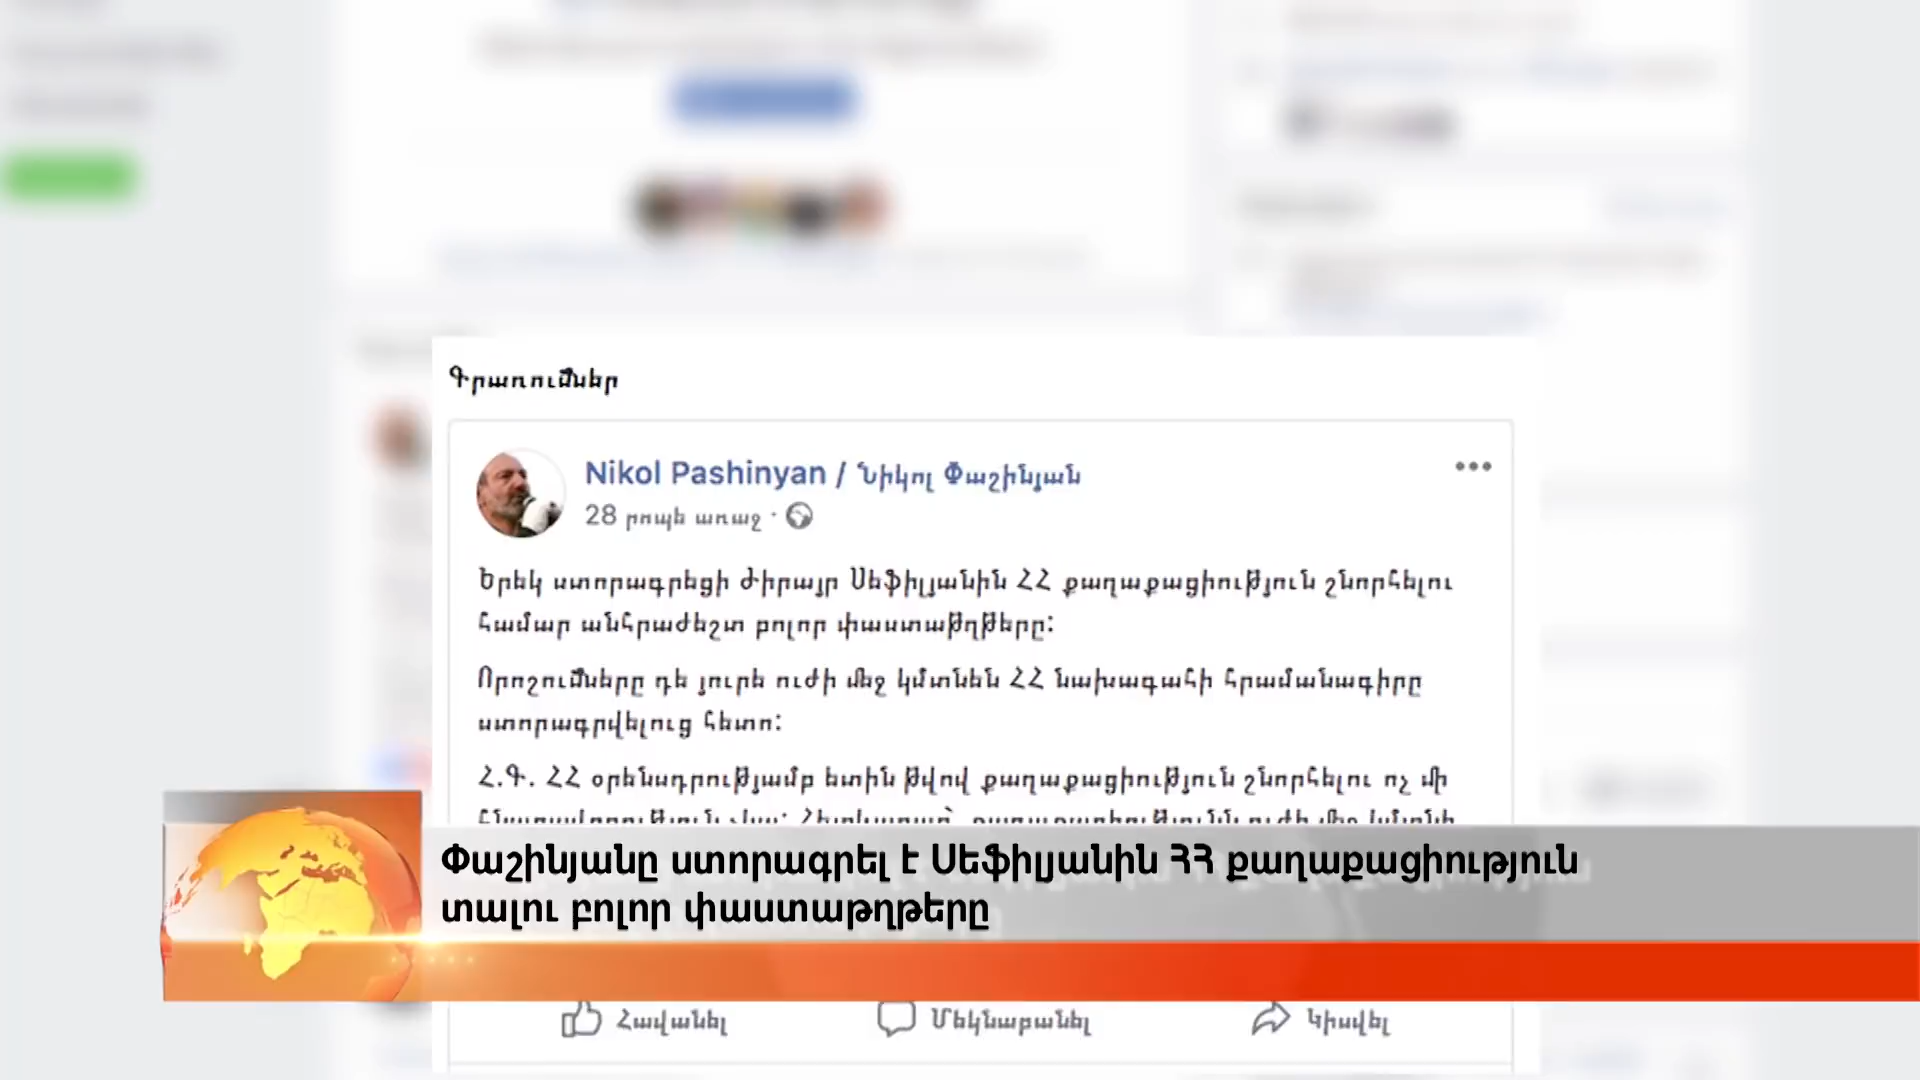 Գրառումներ
Nikol Pashinyan / Նիկոլ Փաշինյան
28 րոպե առաջ ·
Երեկ ստորագրեցի Ժիրայր Սեֆիլյանին ՀՀ քաղաքացիություն շնորհելու
համար անհրաժեշտ բոլոր փաստաթղթերը:
Որոշումները դե յուրե ուժի մեջ կմտնեն ՀՀ նախագահի հրամանագիրը
ստորագրվելուց հետո:
Հ.Գ. ՀՀ օրենսդրությամբ ետին թվով քաղաքացիություն շնորհելու ոչ մի
Փաշինյանը ստորագրել է Սեֆիլյանին ՀՀ քաղաքացիություն
տալու բոլոր փաստաթղթերը
Հավանել Մեկնաբանել Կիսվել